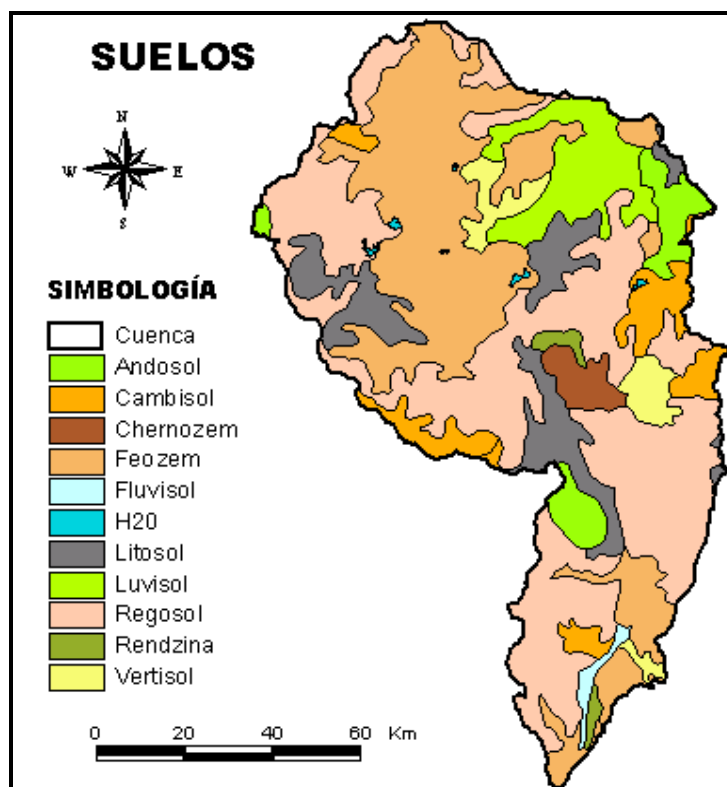 SUELOS
N
W E
S
SIMBOLOGÍA
Cuenca
Andosol
Cambisol
Chernozem
Feozem
Fluvisol
H20
Litosol
Luvisol
Regosol
Rendzina
Vertisol
0 20 40 60 Km